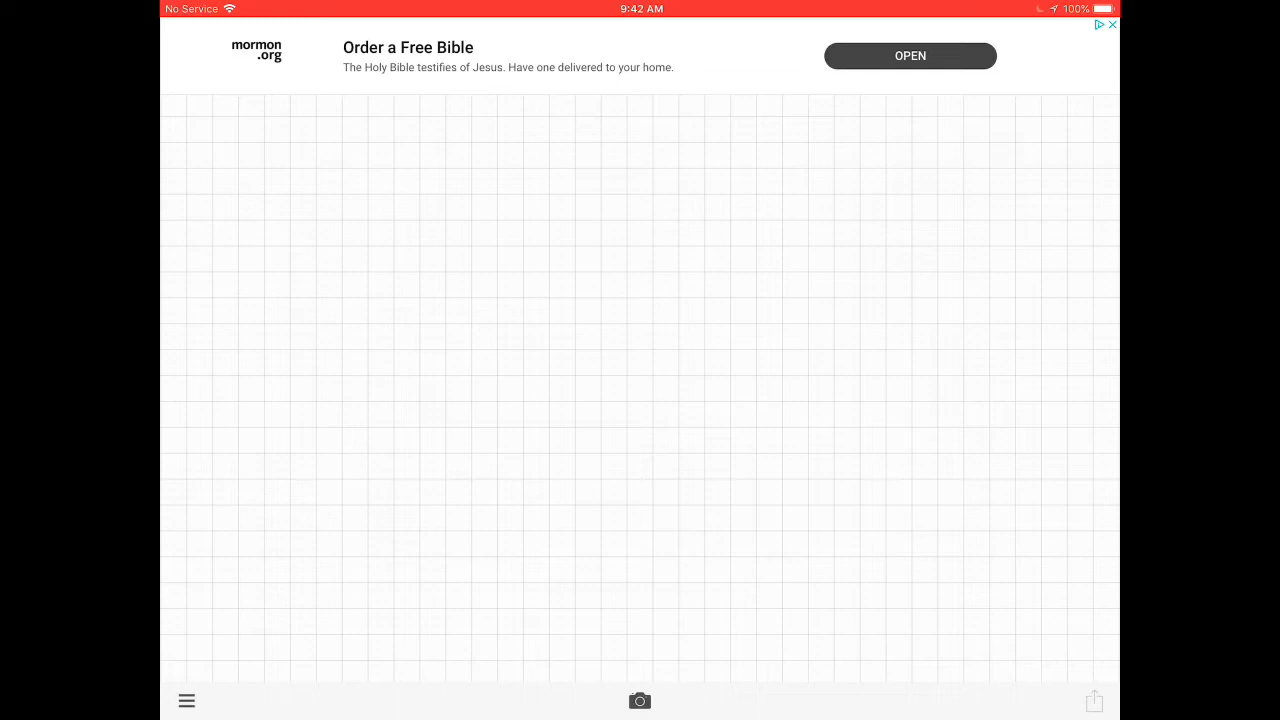 No Service
9:42 AM
100%
mormon
.org
Order a Free Bible
The Holy Bible testifies of Jesus. Have one delivered to your home.
OPEN